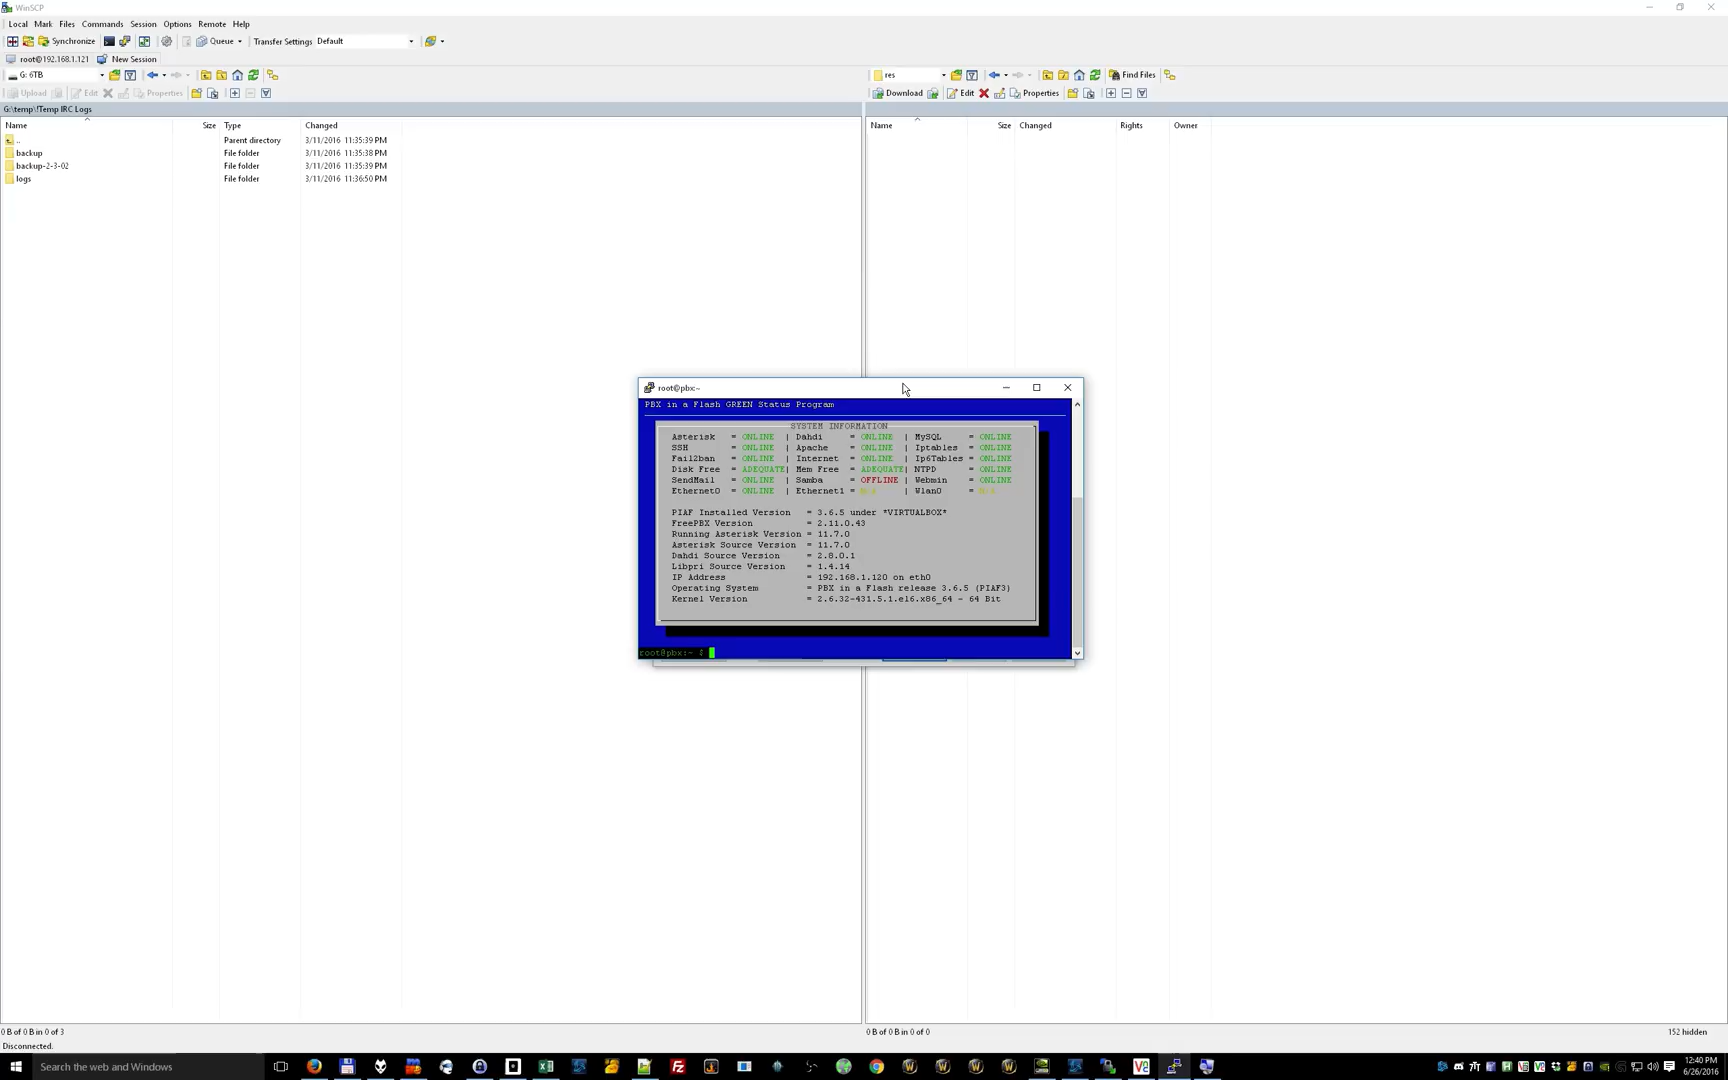 WinSCP
Local Mark Files Commands Session Options Remote Help
Synchronize Queue Transfer Settings Default
root@192.168.1.121 New Session
G: 6TB
Upload Edit Properties
G:\temp\!Temp IRC Logs
Name Size Type Changed
.. Parent directory 3/11/2016 11:35:39 PM
backup File folder 3/11/2016 11:35:38 PM
backup-2-3-02 File folder 3/11/2016 11:35:39 PM
logs File folder 3/11/2016 11:36:50 PM
res Find Files
Download Edit Properties
Name Size Changed Rights Owner
root@pbx:~
PBX in a Flash GREEN Status Program
SYSTEM INFORMATION
Asterisk = ONLINE | Dahdi = ONLINE | MySQL = ONLINE
SSH = ONLINE | Apache = ONLINE | Iptables = ONLINE
Fail2ban = ONLINE | Internet = ONLINE | Ip6Tables = ONLINE
Disk Free = ADEQUATE| Mem Free = ADEQUATE| NTPD = ONLINE
SendMail = ONLINE | Samba = OFFLINE | Webmin = ONLINE
Ethernet0 = ONLINE | Ethernet1 = N/A | Wlan0 = N/A
PIAF Installed Version = 3.6.5 under *VIRTUALBOX*
FreePBX Version = 2.11.0.43
Running Asterisk Version = 11.7.0
Asterisk Source Version = 11.7.0
Dahdi Source Version = 2.8.0.1
Libpri Source Version = 1.4.14
IP Address = 192.168.1.120 on eth0
Operating System = PBX in a Flash release 3.6.5 (PIAF3)
Kernel Version = 2.6.32-431.5.1.el6.x86_64 - 64 Bit
root@pbx:~ $
0 B of 0 B in 0 of 3
0 B of 0 B in 0 of 0
152 hidden
Disconnected.
Search the web and Windows
12:40 PM
6/26/2016